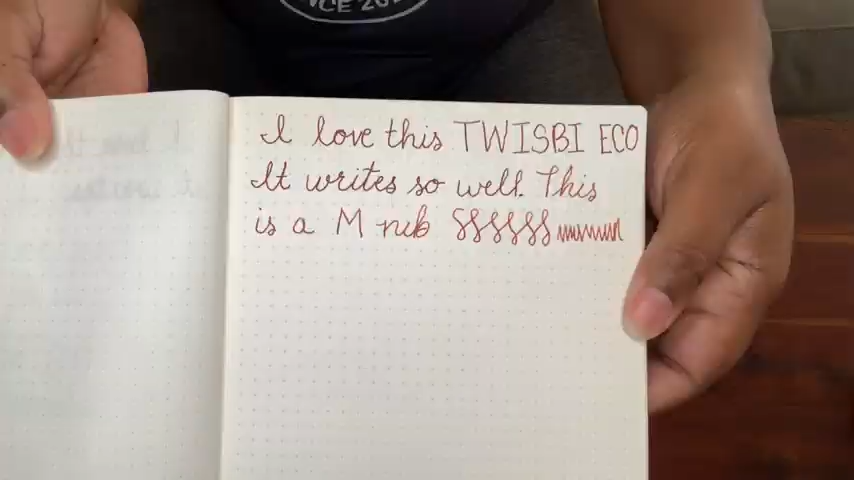 I love this TWISBI ECO
It writes so well. This
is a M nib SSSSSS